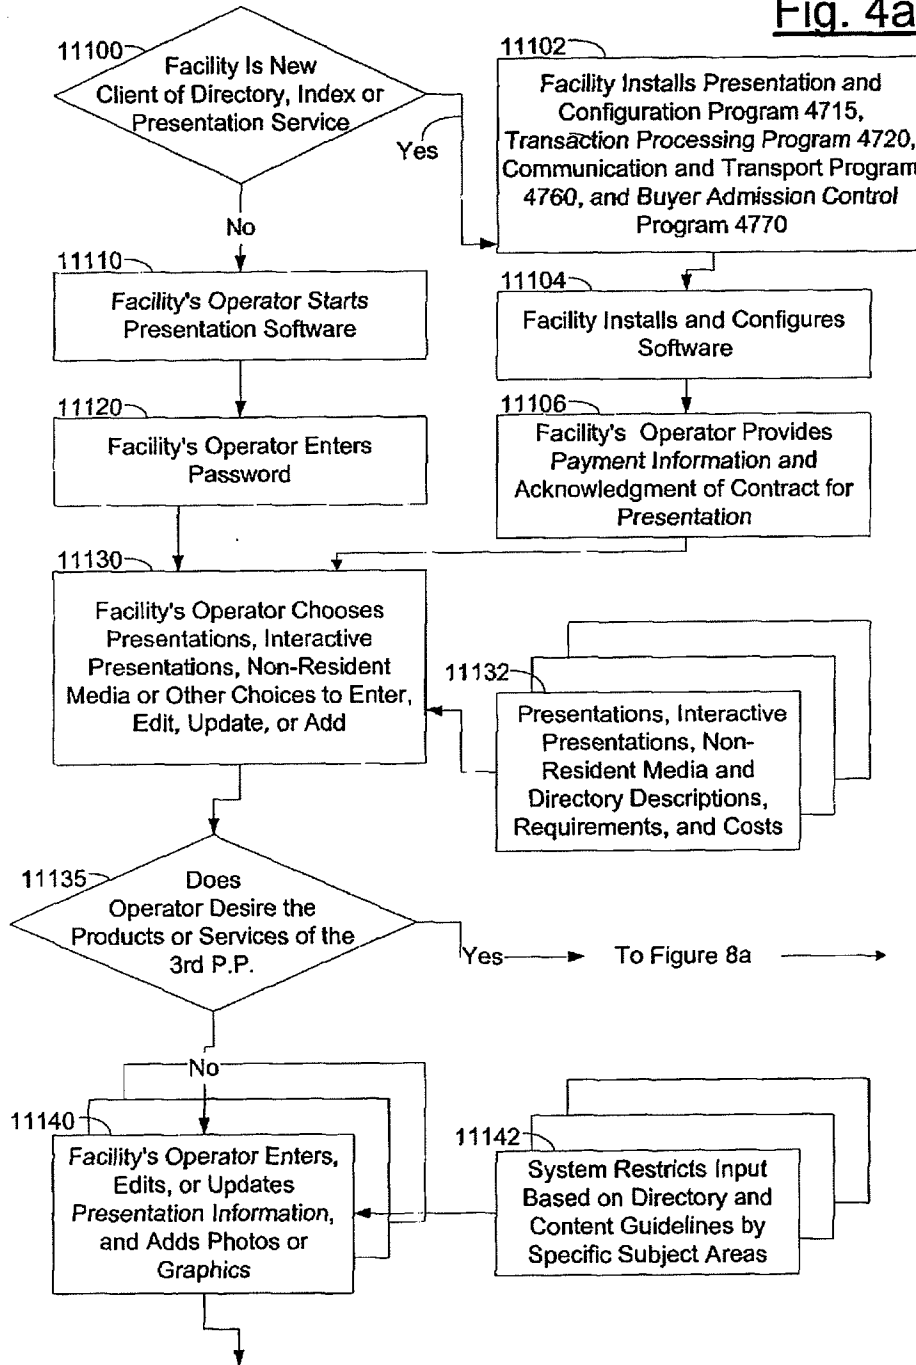 Fig. 4a
11100
Facility Is New
Client of Directory, Index or
Presentation Service
Yes
No
11102
Facility Installs Presentation and
Configuration Program 4715,
Transaction Processing Program 4720,
Communication and Transport Program
4760, and Buyer Admission Control
Program 4770
11110
Facility's Operator Starts
Presentation Software
11104
Facility Installs and Configures
Software
11120
Facility's Operator Enters
Password
11106
Facility's Operator Provides
Payment Information and
Acknowledgment of Contract for
Presentation
11130
Facility's Operator Chooses
Presentations, Interactive
Presentations, Non-Resident
Media or Other Choices to Enter,
Edit, Update, or Add
11132
Presentations, Interactive
Presentations, Non-
Resident Media and
Directory Descriptions,
Requirements, and Costs
11135
Does
Operator Desire the
Products or Services of the
3rd P.P.
Yes
To Figure 8a
No
11140
Facility's Operator Enters,
Edits, or Updates
Presentation Information,
and Adds Photos or
Graphics
11142
System Restricts Input
Based on Directory and
Content Guidelines by
Specific Subject Areas